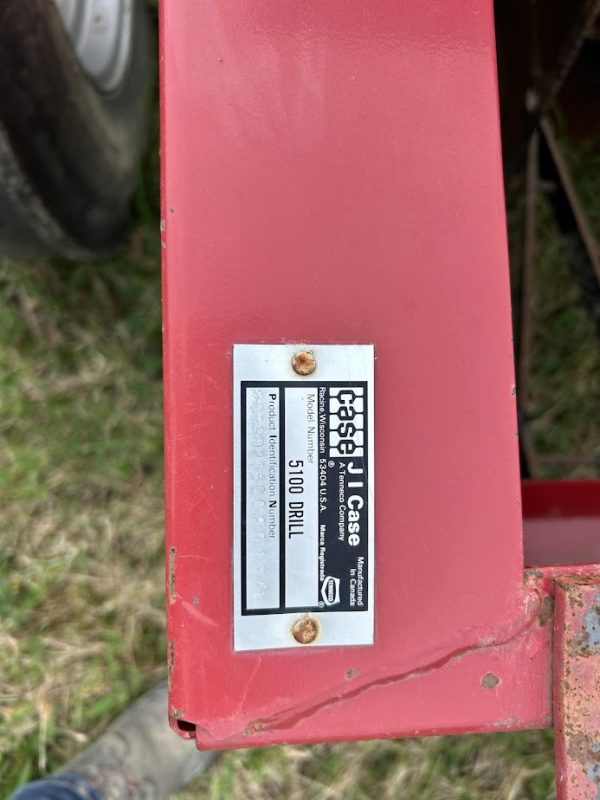 case
J I Case
A Tenneco Company
Manufactured
In Canada
Racine, Wisconsin 53404 U.S.A.
Marca Registrada
TENNECO
®
®
Model Number
5100 DRILL
Product Identification Number